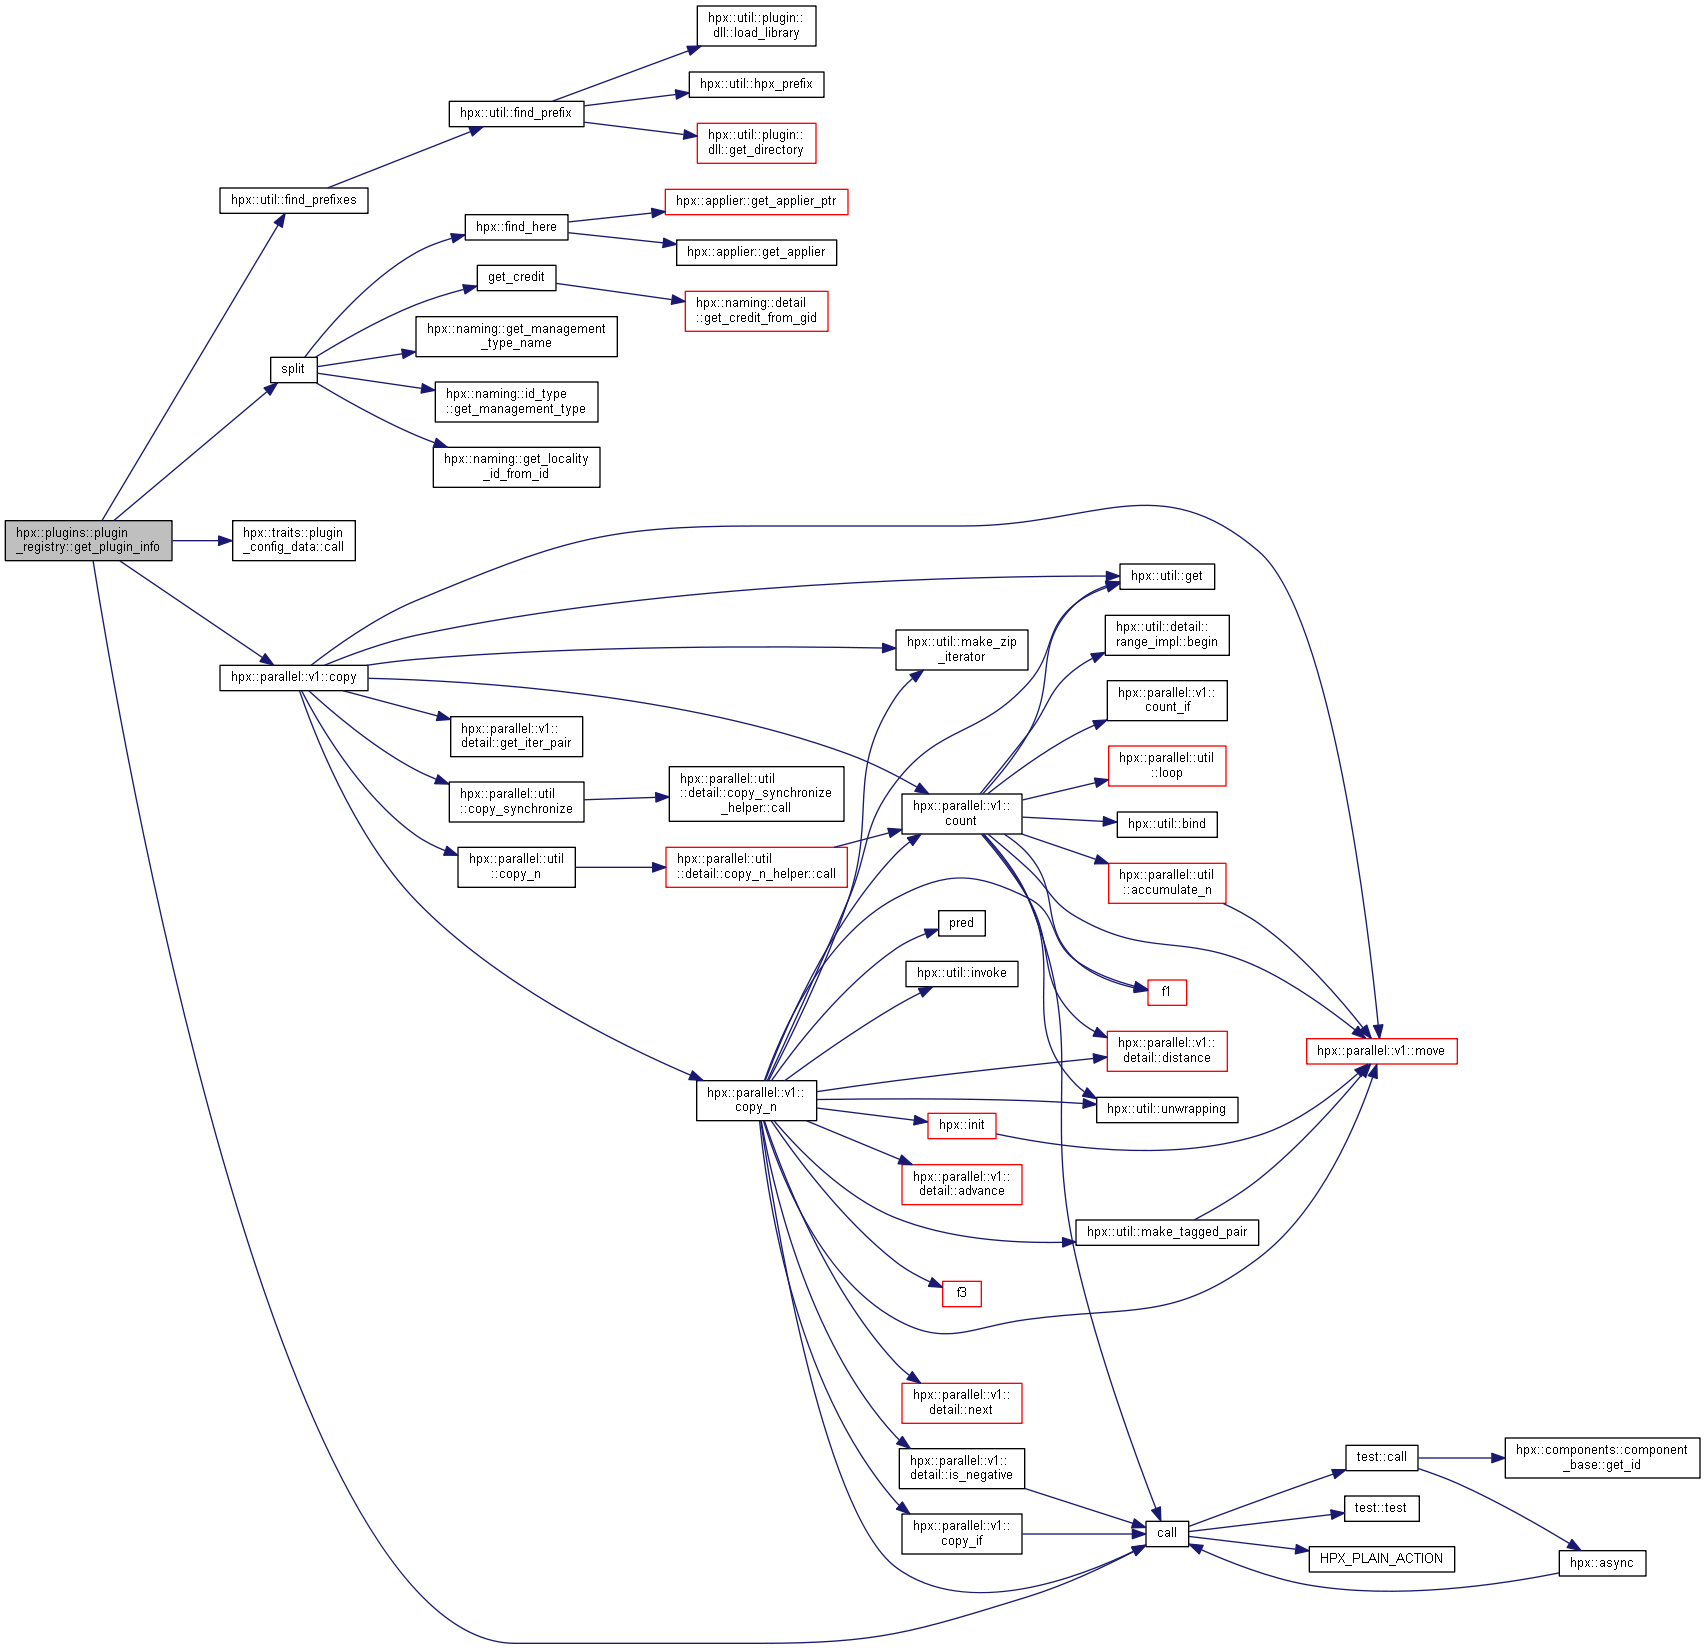 hpx::util::plugin::
dll::load_library
hpx::util::hpx_prefix
hpx::util::find_prefix
hpx::util::plugin::
dll::get_directory
hpx::util::find_prefixes
hpx::applier::get_applier_ptr
hpx::find_here
hpx::applier::get_applier
get_credit
hpx::naming::detail
::get_credit_from_gid
hpx::naming::get_management
_type_name
split
hpx::naming::id_type
::get_management_type
hpx::naming::get_locality
_id_from_id
hpx::plugins::plugin
_registry::get_plugin_info
hpx::traits::plugin
_config_data::call
hpx::util::get
hpx::util::detail::
range_impl::begin
hpx::util::make_zip
_iterator
hpx::parallel::v1::copy
hpx::parallel::v1::
count_if
hpx::parallel::v1::
detail::get_iter_pair
hpx::parallel::util
::loop
hpx::parallel::util
::copy_synchronize
hpx::parallel::util
::detail::copy_synchronize
_helper::call
hpx::parallel::v1::
count
hpx::util::bind
hpx::parallel::util
::copy_n
hpx::parallel::util
::detail::copy_n_helper::call
hpx::parallel::util
::accumulate_n
pred
hpx::util::invoke
f1
hpx::parallel::v1::
detail::distance
hpx::parallel::v1::move
hpx::parallel::v1::
copy_n
hpx::util::unwrapping
hpx::init
hpx::parallel::v1::
detail::advance
hpx::util::make_tagged_pair
f3
hpx::parallel::v1::
detail::next
hpx::parallel::v1::
detail::is_negative
test::call
hpx::components::component
_base::get_id
test::test
hpx::parallel::v1::
copy_if
call
HPX_PLAIN_ACTION
hpx::async